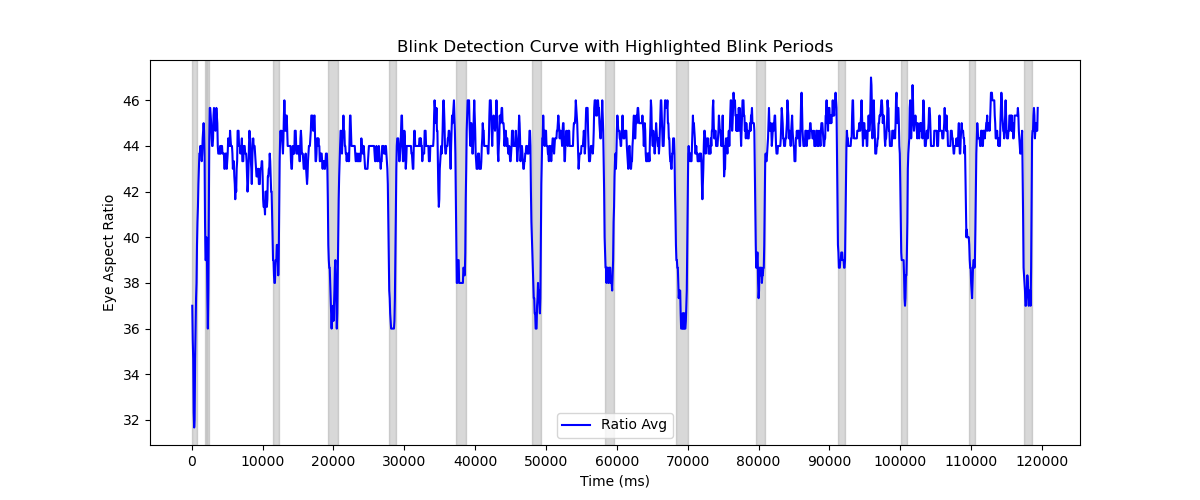 Blink Detection Curve with Highlighted Blink Periods
Eye Aspect Ratio
46
44
42
40
38
36
34
32
Ratio Avg
0 10000 20000 30000 40000 50000 60000 70000 80000 90000 100000 110000 120000
Time (ms)